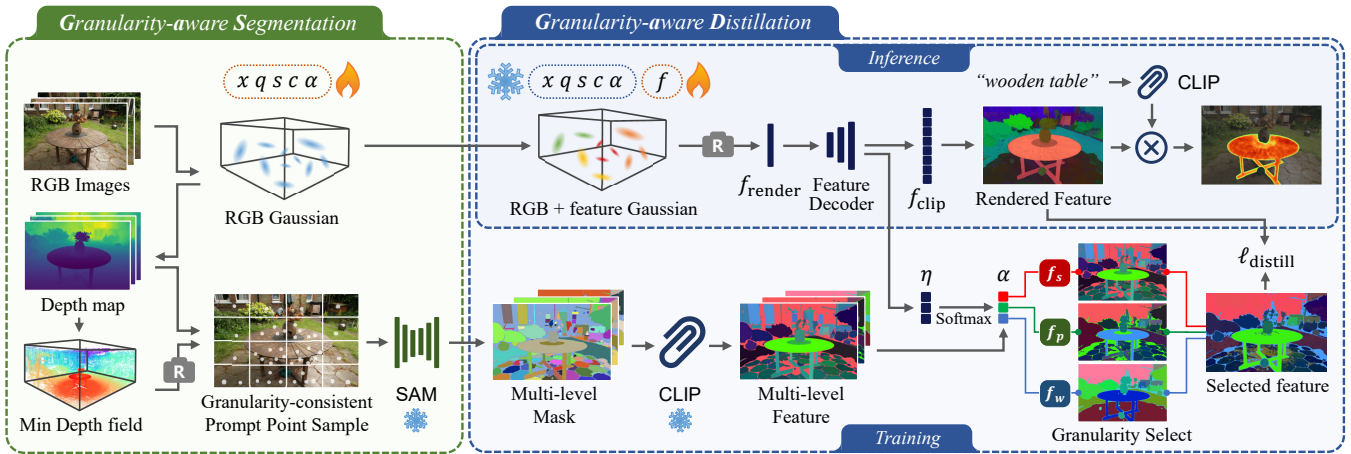 Granularity-aware Segmentation
Granularity-aware Distillation
Inference
x q s c α
x q s c α
f
"wooden table"
CLIP
R
RGB Images
RGB Gaussian
RGB + feature Gaussian
f_render
Feature
Decoder
f_clip
Rendered Feature
Depth map
η
α
Softmax
f_s
f_p
f_w
ℓ_distill
R
Min Depth field
Granularity-consistent
Prompt Point Sample
SAM
Multi-level
Mask
CLIP
Multi-level
Feature
Granularity Select
Selected feature
Training